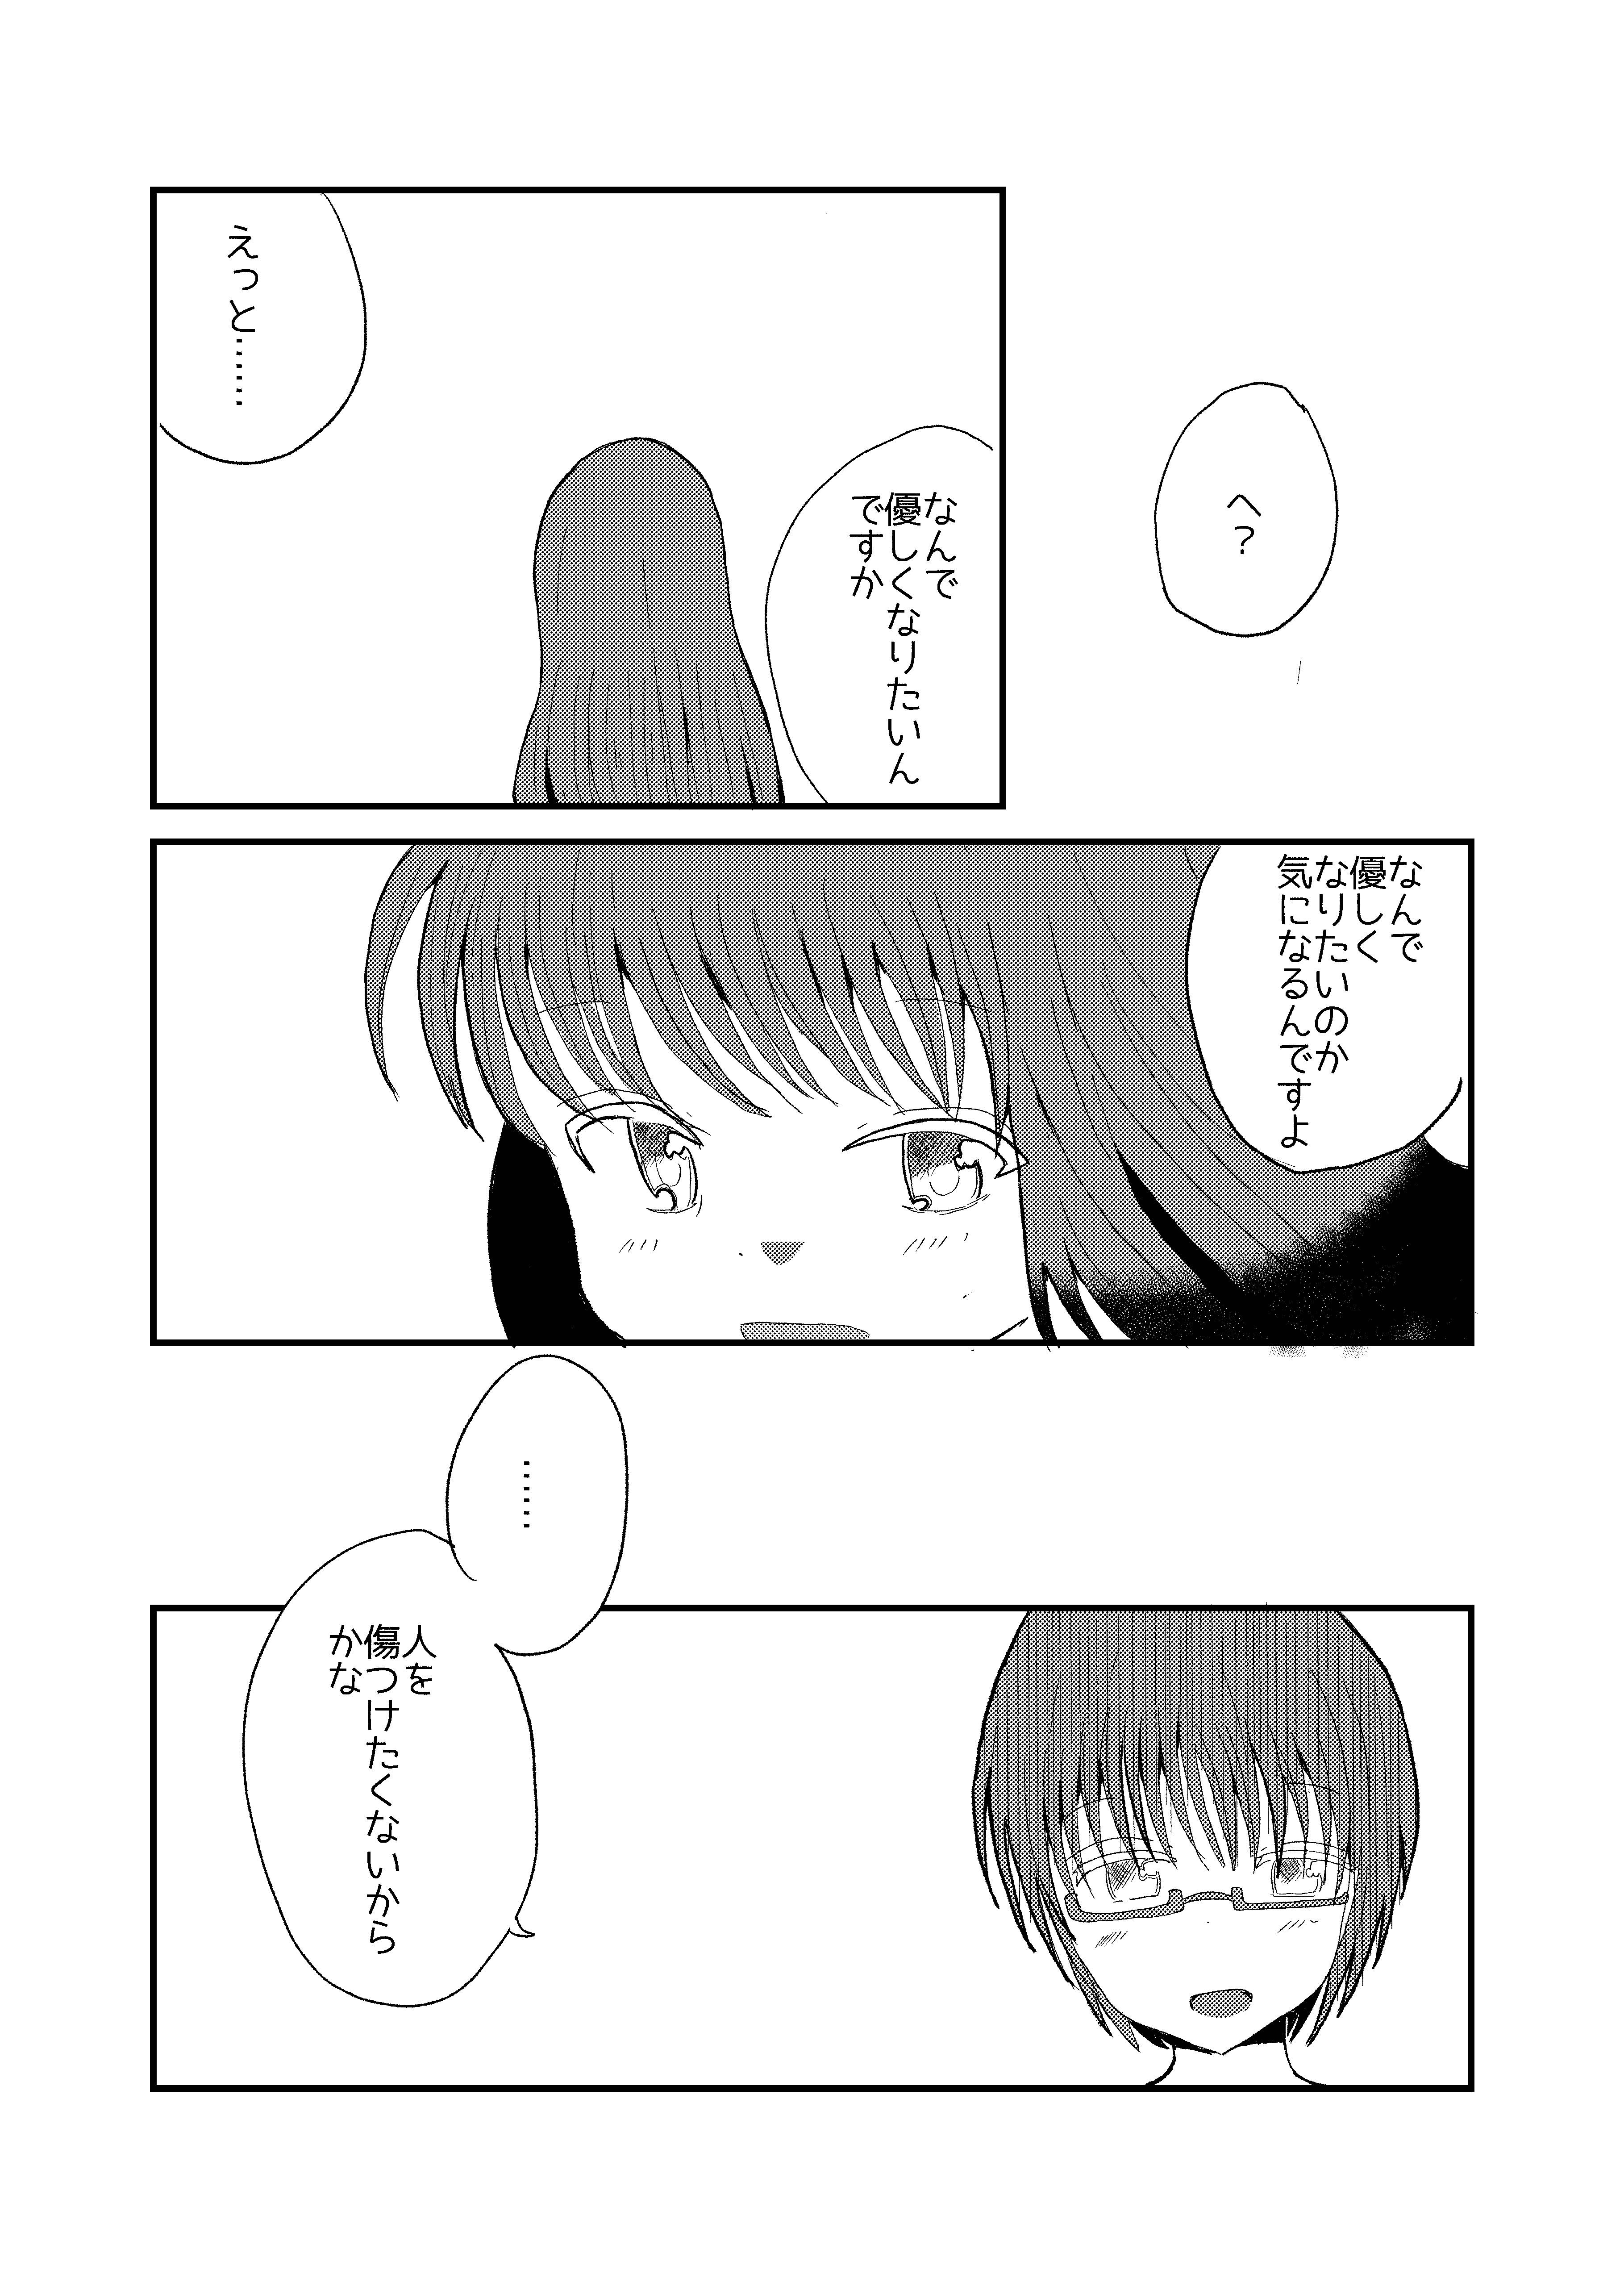 へ?
なんで
優しくなりたいん
ですか
えっと……
なんで
優しく
なりたいのか
気になるんですよ
……
人を
傷つけたくないから
かな